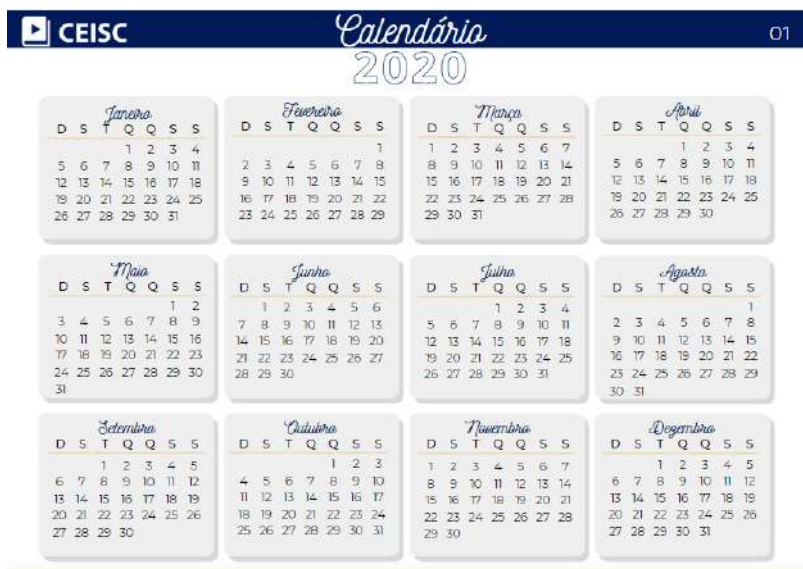 CEISC
Calendário
01
2020
Janeiro
D S T Q Q S S
1 2 3 4
5 6 7 8 9 10 11
12 13 14 15 16 17 18
19 20 21 22 23 24 25
26 27 28 29 30 31
Fevereiro
D S T Q Q S S
1
2 3 4 5 6 7 8
9 10 11 12 13 14 15
16 17 18 19 20 21 22
23 24 25 26 27 28 29
Março
D S T Q Q S S
1 2 3 4 5 6 7
8 9 10 11 12 13 14
15 16 17 18 19 20 21
22 23 24 25 26 27 28
29 30 31
Abril
D S T Q Q S S
1 2 3 4
5 6 7 8 9 10 11
12 13 14 15 16 17 18
19 20 21 22 23 24 25
26 27 28 29 30
Maio
D S T Q Q S S
1 2
3 4 5 6 7 8 9
10 11 12 13 14 15 16
17 18 19 20 21 22 23
24 25 26 27 28 29 30
31
Junho
D S T Q Q S S
1 2 3 4 5 6
7 8 9 10 11 12 13
14 15 16 17 18 19 20
21 22 23 24 25 26 27
28 29 30
Julho
D S T Q Q S S
1 2 3 4
5 6 7 8 9 10 11
12 13 14 15 16 17 18
19 20 21 22 23 24 25
26 27 28 29 30 31
Agosto
D S T Q Q S S
1
2 3 4 5 6 7 8
9 10 11 12 13 14 15
16 17 18 19 20 21 22
23 24 25 26 27 28 29
30 31
Setembro
D S T Q Q S S
1 2 3 4 5
6 7 8 9 10 11 12
13 14 15 16 17 18 19
20 21 22 23 24 25 26
27 28 29 30
Outubro
D S T Q Q S S
1 2 3
4 5 6 7 8 9 10
11 12 13 14 15 16 17
18 19 20 21 22 23 24
25 26 27 28 29 30 31
Novembro
D S T Q Q S S
1 2 3 4 5 6 7
8 9 10 11 12 13 14
15 16 17 18 19 20 21
22 23 24 25 26 27 28
29 30
Dezembro
D S T Q Q S S
1 2 3 4 5
6 7 8 9 10 11 12
13 14 15 16 17 18 19
20 21 22 23 24 25 26
27 28 29 30 31